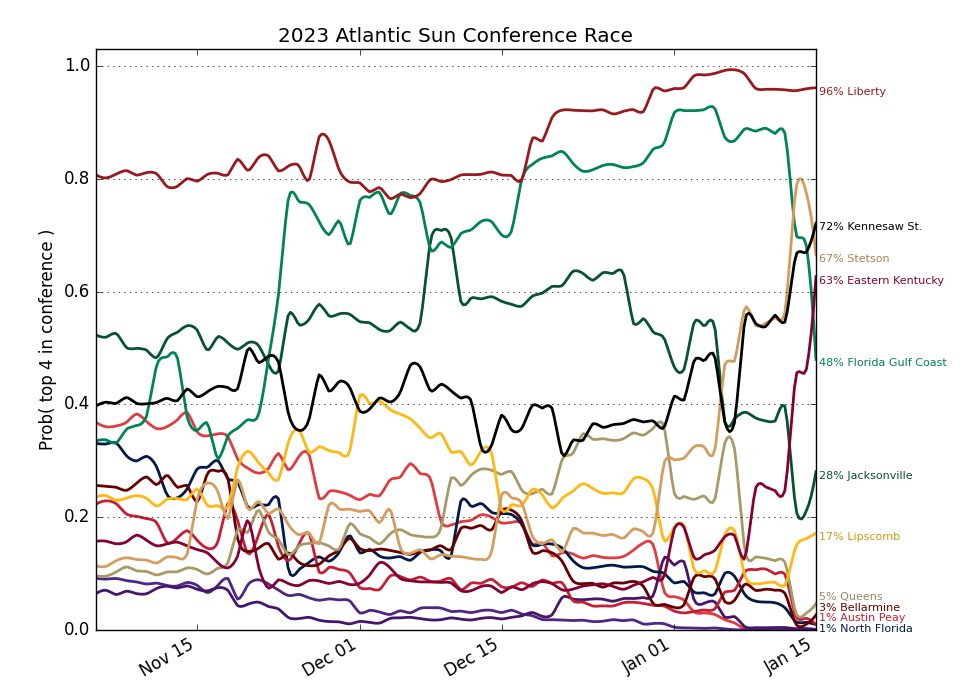 2023 Atlantic Sun Conference Race
Prob( top 4 in conference )
1.0
0.8
0.6
0.4
0.2
0.0
Nov 15
Dec 01
Dec 15
Jan 01
Jan 15
96% Liberty
72% Kennesaw St.
67% Stetson
63% Eastern Kentucky
48% Florida Gulf Coast
28% Jacksonville
17% Lipscomb
5% Queens
3% Bellarmine
1% Austin Peay
1% North Florida